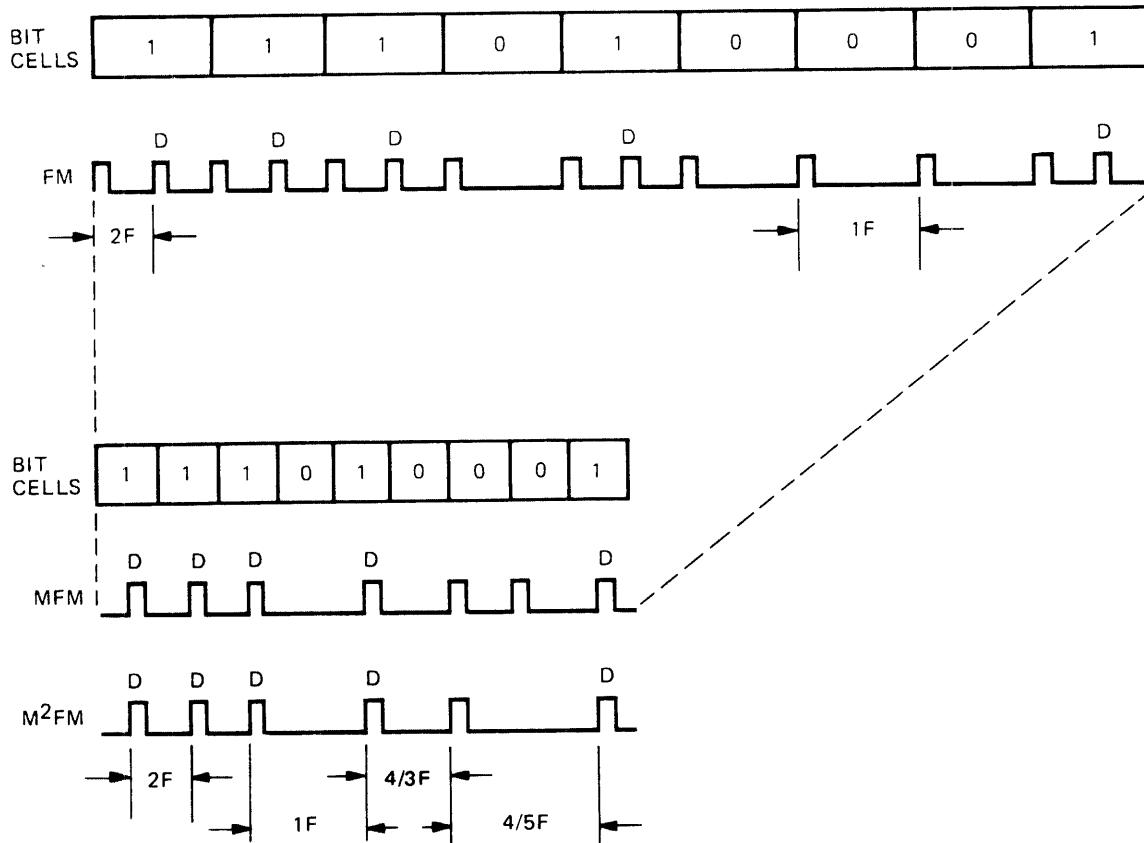 BIT CELLS 1 1 1 0 1 0 0 0 1
D D D D D
FM
2F 1F
BIT CELLS 1 1 1 0 1 0 0 0 1
D D D D D
MFM
D D D D D
M²FM
2F 4/3F
1F 4/5F